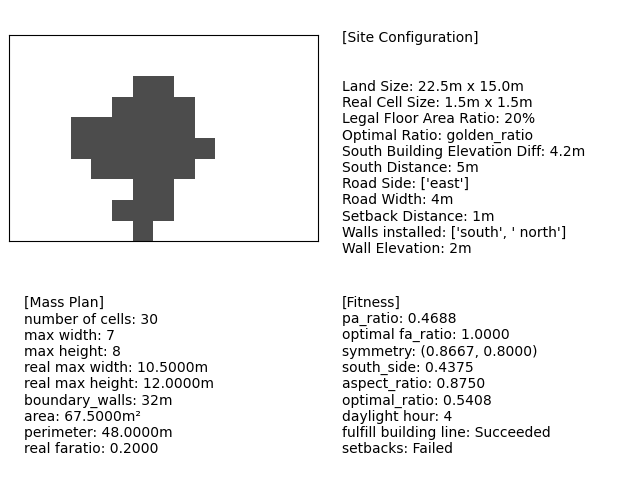 [Site Configuration]
Land Size: 22.5m x 15.0m
Real Cell Size: 1.5m x 1.5m
Legal Floor Area Ratio: 20%
Optimal Ratio: golden_ratio
South Building Elevation Diff: 4.2m
South Distance: 5m
Road Side: ['east']
Road Width: 4m
Setback Distance: 1m
Walls installed: ['south', ' north']
Wall Elevation: 2m
[Mass Plan]
number of cells: 30
max width: 7
max height: 8
real max width: 10.5000m
real max height: 12.0000m
boundary_walls: 32m
area: 67.5000m²
perimeter: 48.0000m
real faratio: 0.2000
[Fitness]
pa_ratio: 0.4688
optimal fa_ratio: 1.0000
symmetry: (0.8667, 0.8000)
south_side: 0.4375
aspect_ratio: 0.8750
optimal_ratio: 0.5408
daylight hour: 4
fulfill building line: Succeeded
setbacks: Failed